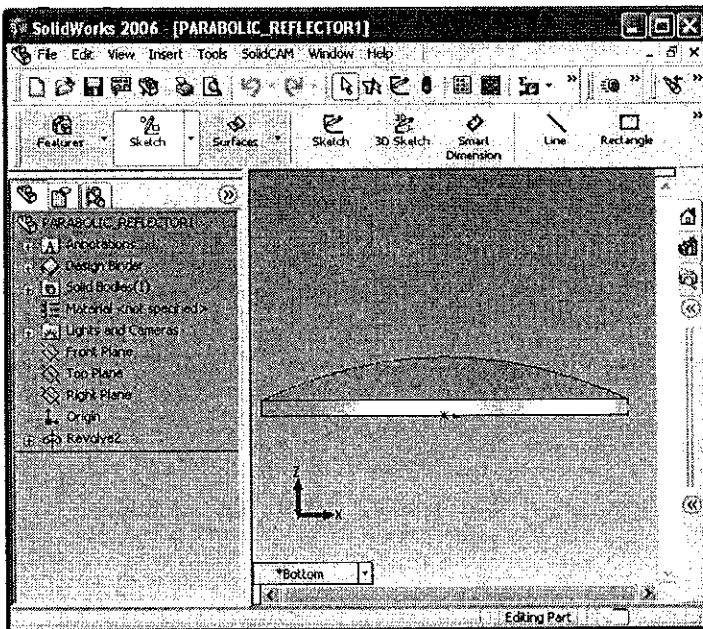 SolidWorks 2006 - [PARABOLIC_REFLECTOR1]
File Edit View Insert Tools SolidCAM Window Help
Features Sketch Surfaces Sketch 3D Sketch Smart Dimension Line Rectangle
PARABOLIC_REFLECTOR1
Annotations
Design Binder
Solid Bodies(1)
Material <not specified>
Lights and Cameras
Front Plane
Top Plane
Right Plane
Origin
Revolve2
Z
X
*Bottom
Editing Part